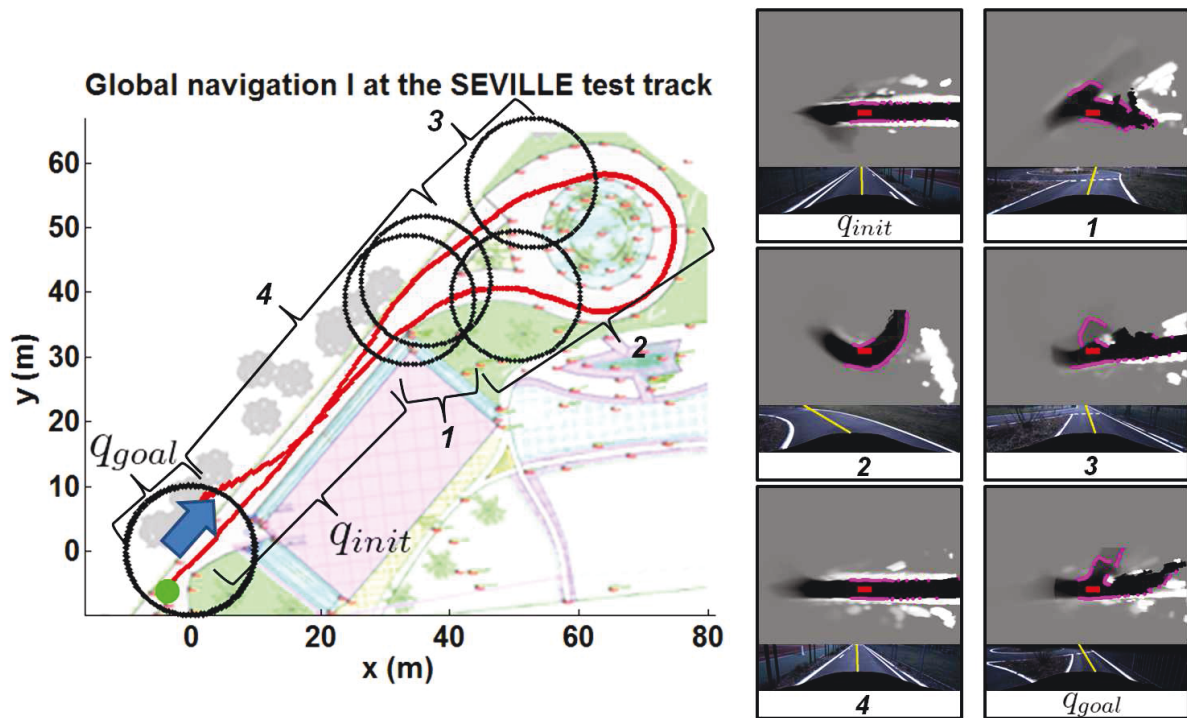 Global navigation I at the SEVILLE test track
y (m)
60
50
40
30
20
10
0
0 20 40 60 80
x (m)
3
4
2
1
q_goal
q_init
q_init
1
2
3
4
q_goal